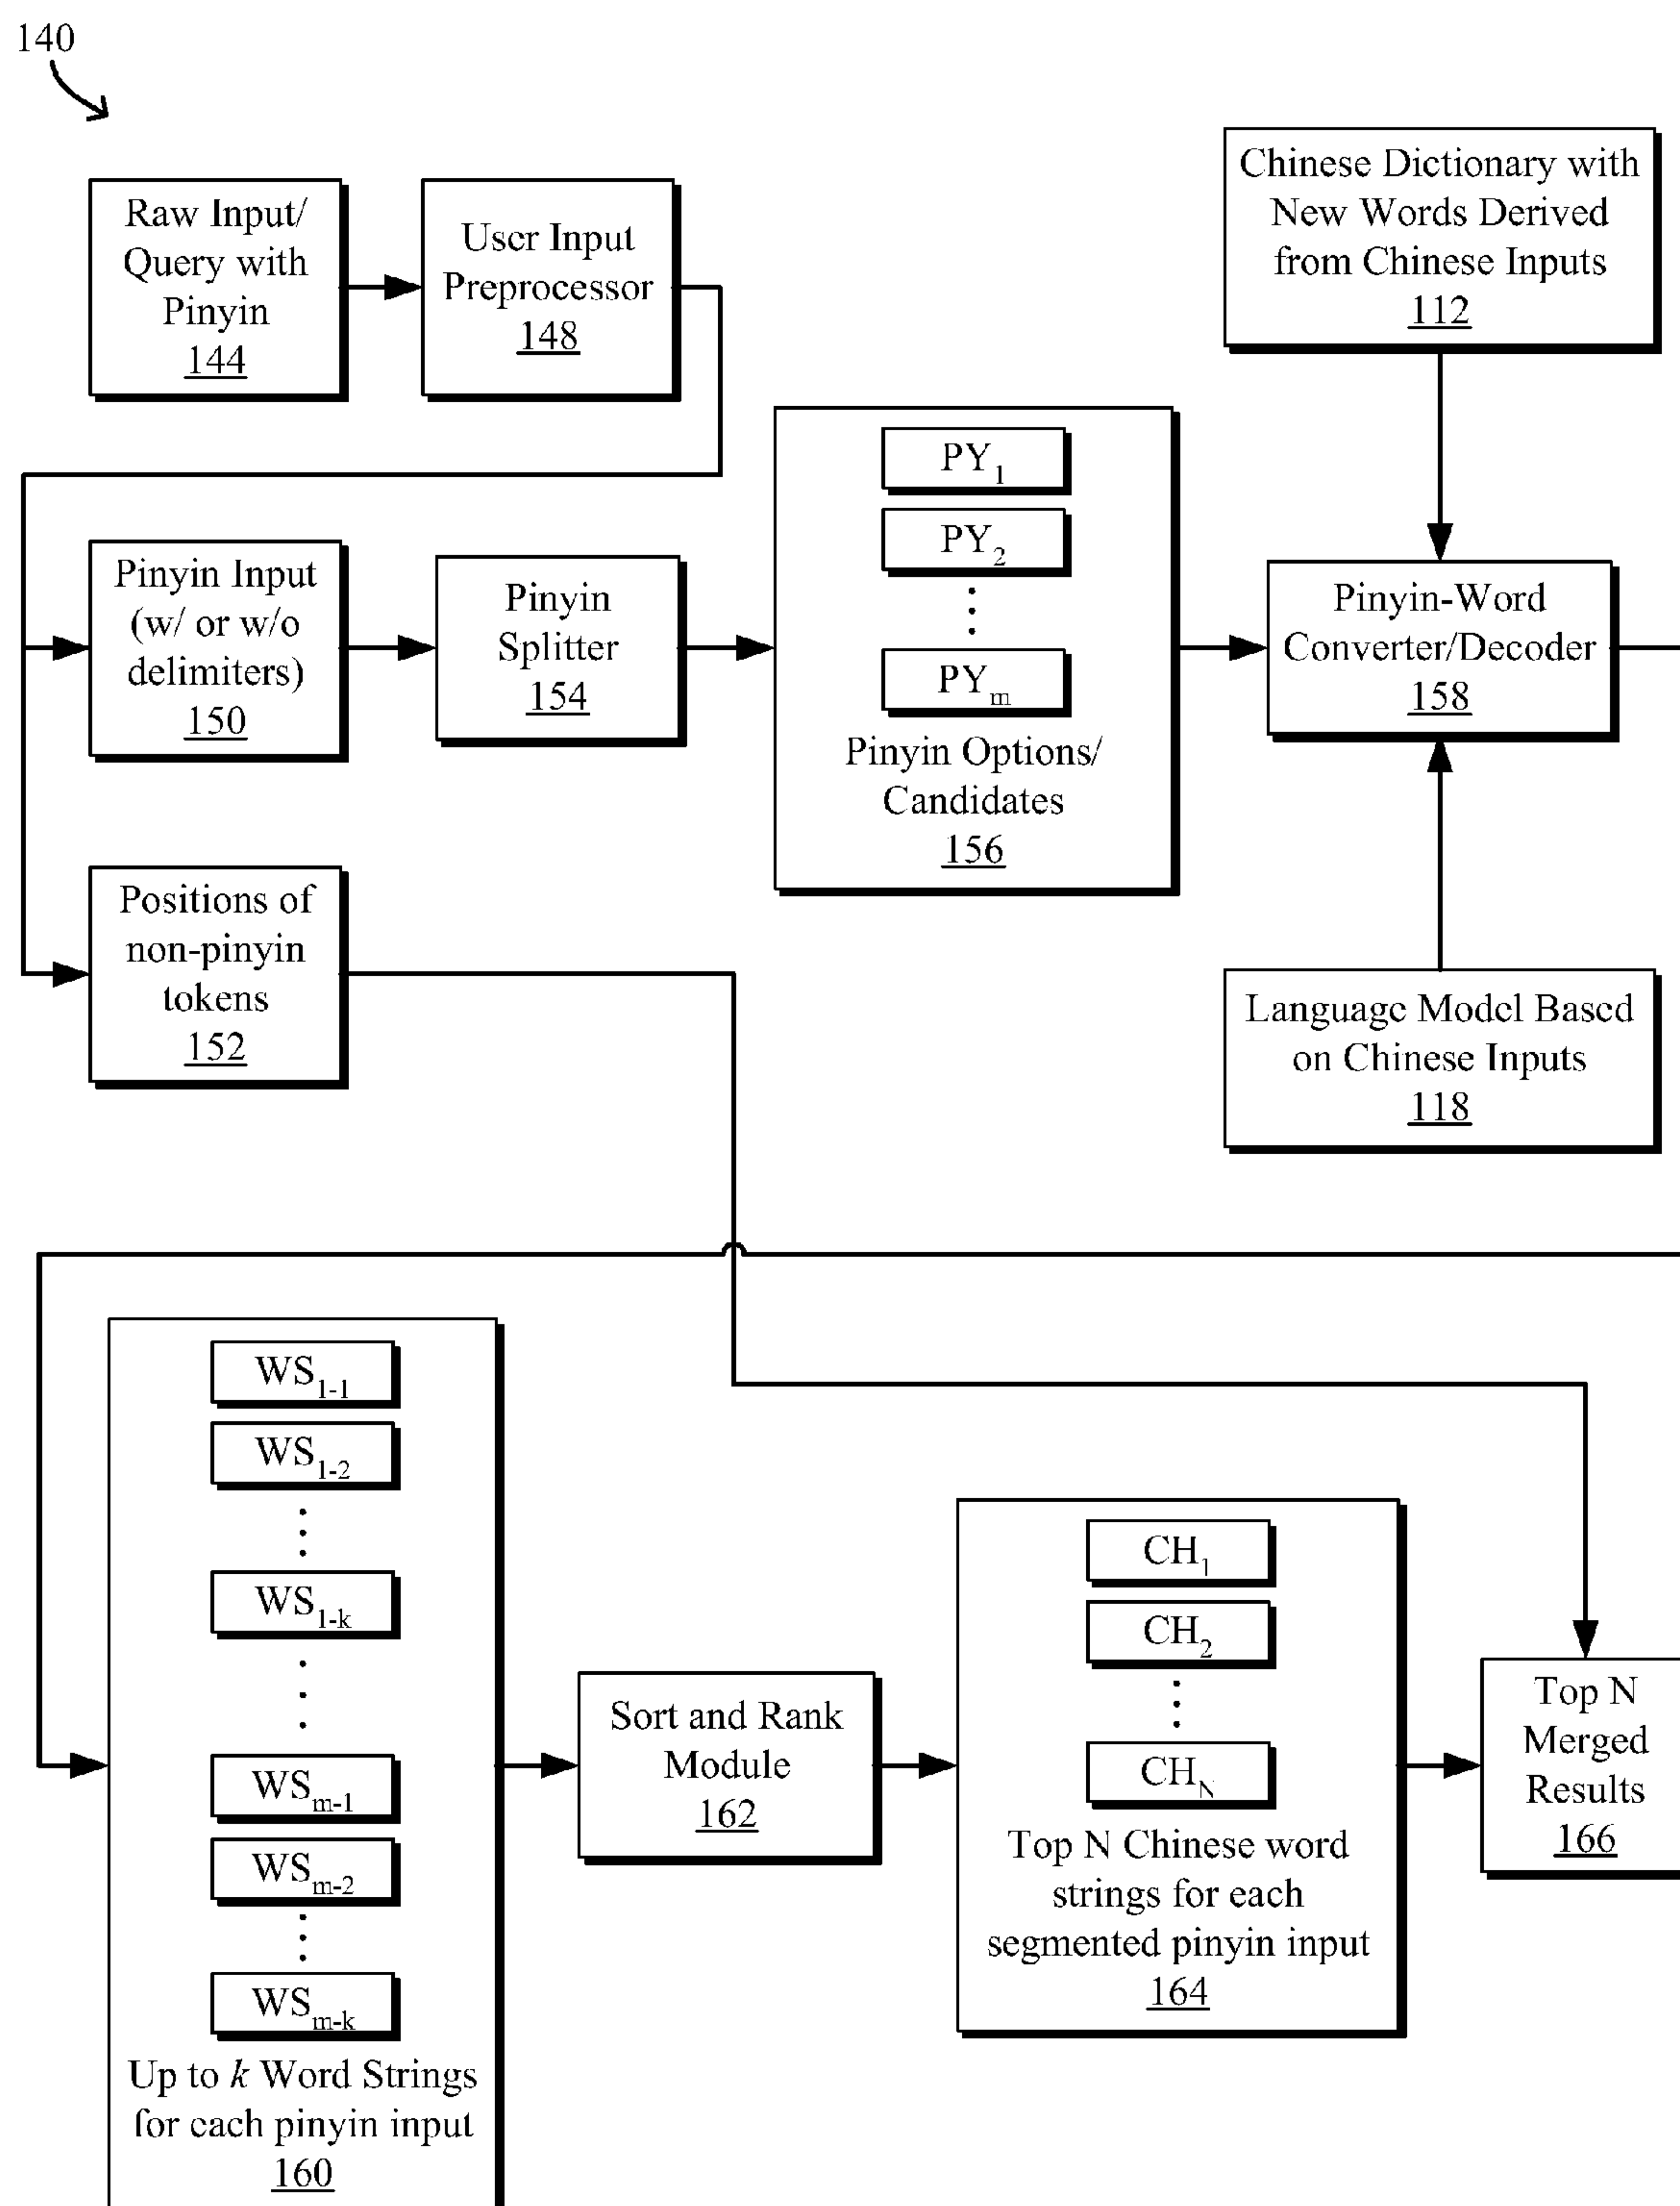 140
Raw Input/
Query with
Pinyin
144
User Input
Preprocessor
148
Chinese Dictionary with
New Words Derived
from Chinese Inputs
112
Pinyin Input
(w/ or w/o
delimiters)
150
Pinyin
Splitter
154
PY1
PY2
PYm
Pinyin Options/
Candidates
156
Pinyin-Word
Converter/Decoder
158
Positions of
non-pinyin
tokens
152
Language Model Based
on Chinese Inputs
118
WS1-1
WS1-2
WS1-k
WSm-1
WSm-2
WSm-k
Up to k Word Strings
for each pinyin input
160
Sort and Rank
Module
162
CH1
CH2
CHN
Top N Chinese word
strings for each
segmented pinyin input
164
Top N
Merged
Results
166